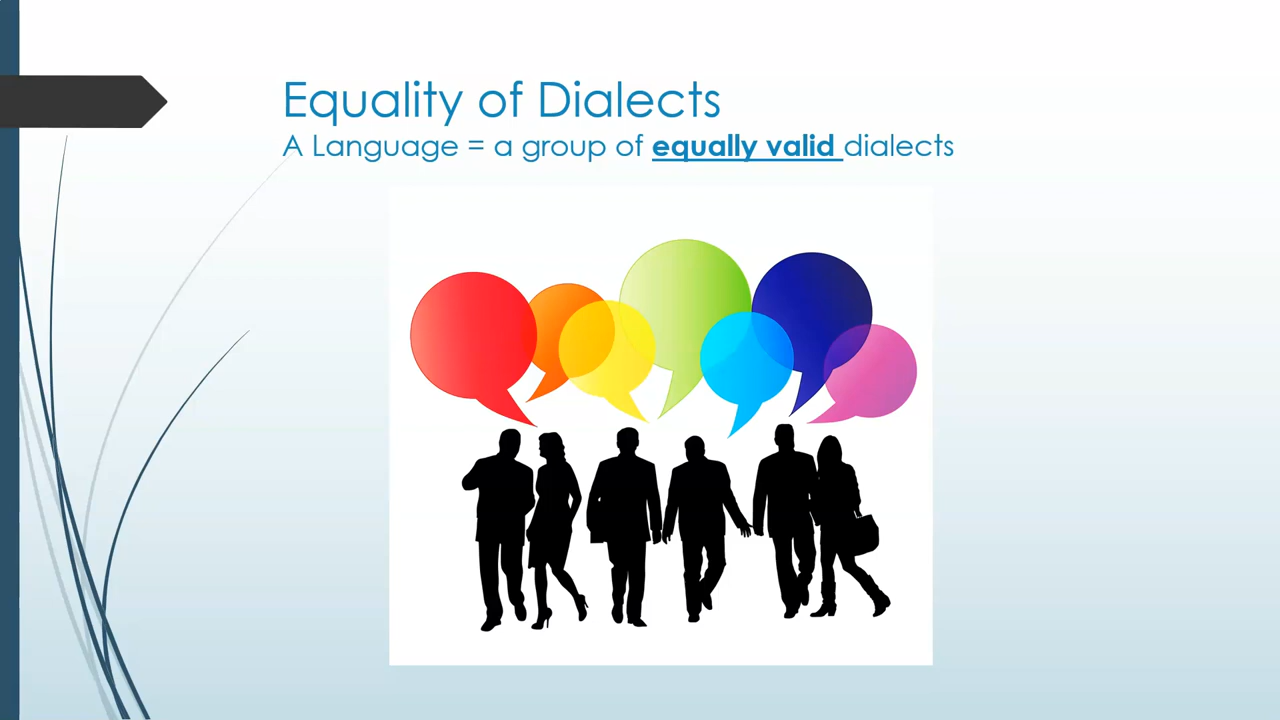 Equality of Dialects
A Language = a group of equally valid dialects